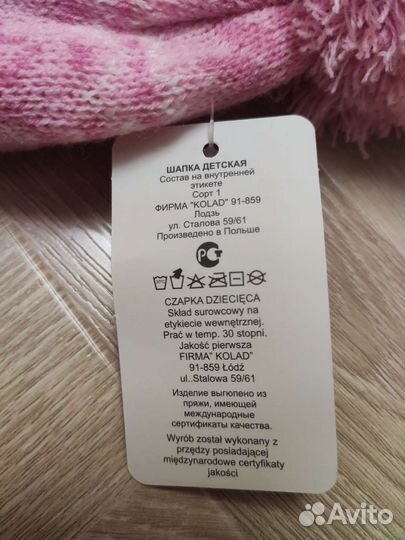 ШАПКА ДЕТСКАЯ
Состав на внутренней
этикете
Сорт 1
ФИРМА "KOLAD" 91-859
Лодзь
ул. Сталова 59/61
Произведено в Польше
CZAPKA DZIECIĘCA
Skład surowcowy na
etykiecie wewnętrznej.
Prać w temp. 30 stopni.
Jakość pierwsza
FIRMA" KOLAD"
91-859 Łódź
ul..Stalowa 59/61
Изделие выгюпено из
пряжи, имеющей
международные
сертификаты качества.
Wyrób został wykonany z
przędzy posiadającej
międzynarodowe certyfikaty
jakości
Avito